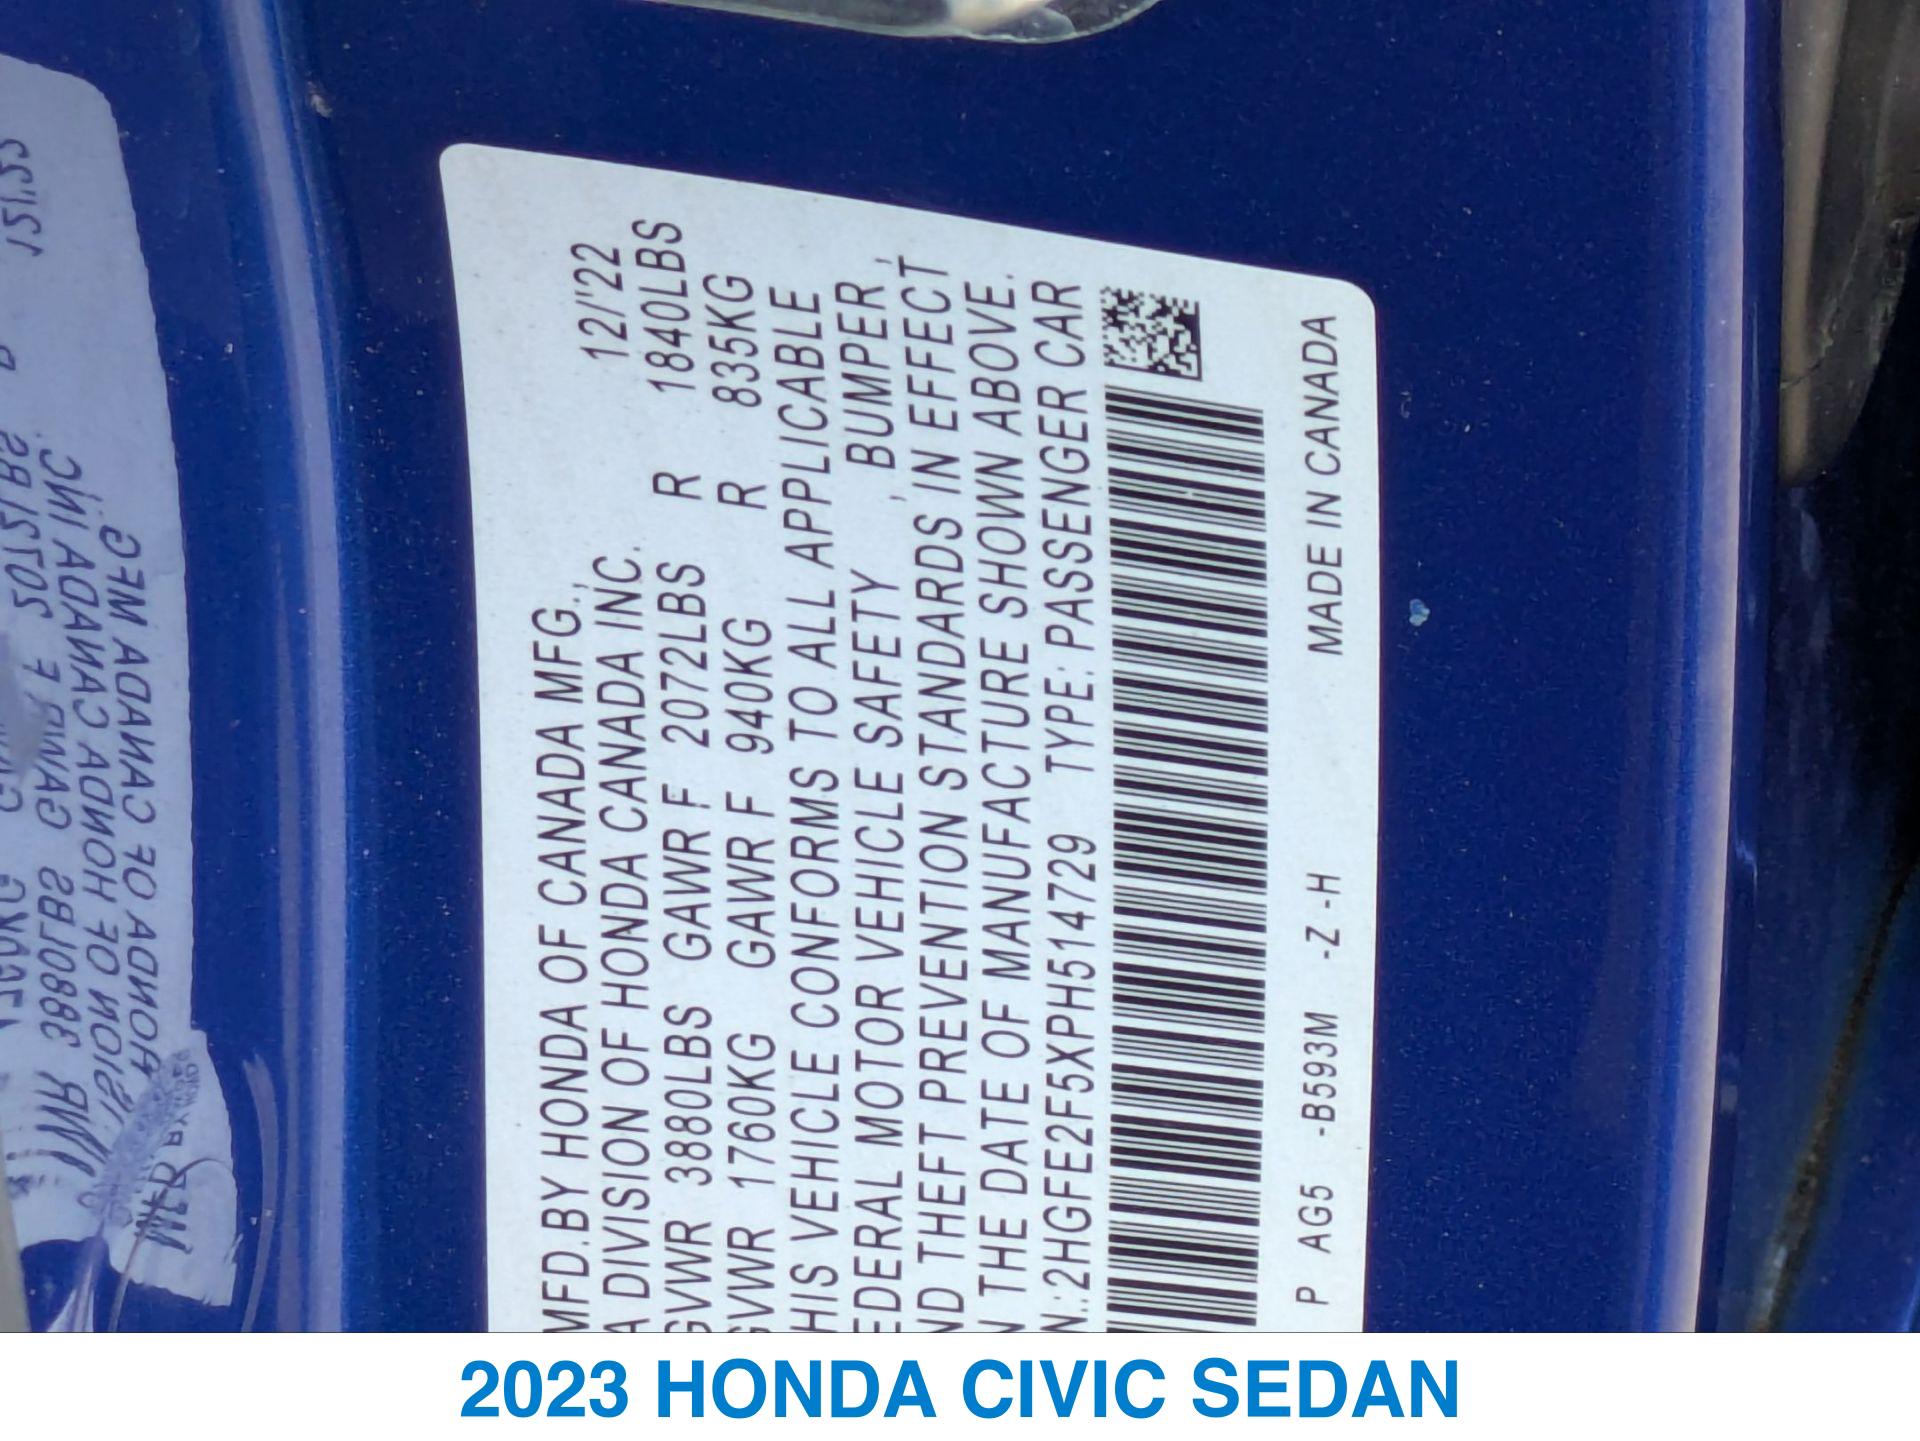 MFD.BY HONDA OF CANADA MFG., 12/'22
A DIVISION OF HONDA CANADA INC.
GVWR 3880LBS GAWR F 2072LBS R 1840LBS
GVWR 1760KG GAWR F 940KG R 835KG
HIS VEHICLE CONFORMS TO ALL APPLICABLE
EDERAL MOTOR VEHICLE SAFETY , BUMPER ,
ND THEFT PREVENTION STANDARDS IN EFFECT
N THE DATE OF MANUFACTURE SHOWN ABOVE.
N.:2HGFE2F5XPH514729 TYPE: PASSENGER CAR
P AG5 -B593M -Z -H MADE IN CANADA
2023 HONDA CIVIC SEDAN